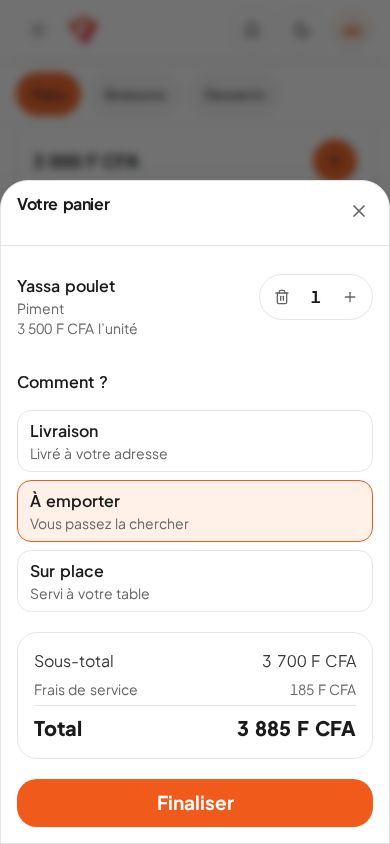 Votre panier
Yassa poulet
Piment
3 500 F CFA l'unité
1
Comment ?
Livraison
Livré à votre adresse
À emporter
Vous passez la chercher
Sur place
Servi à votre table
Sous-total 3 700 F CFA
Frais de service 185 F CFA
Total 3 885 F CFA
Finaliser